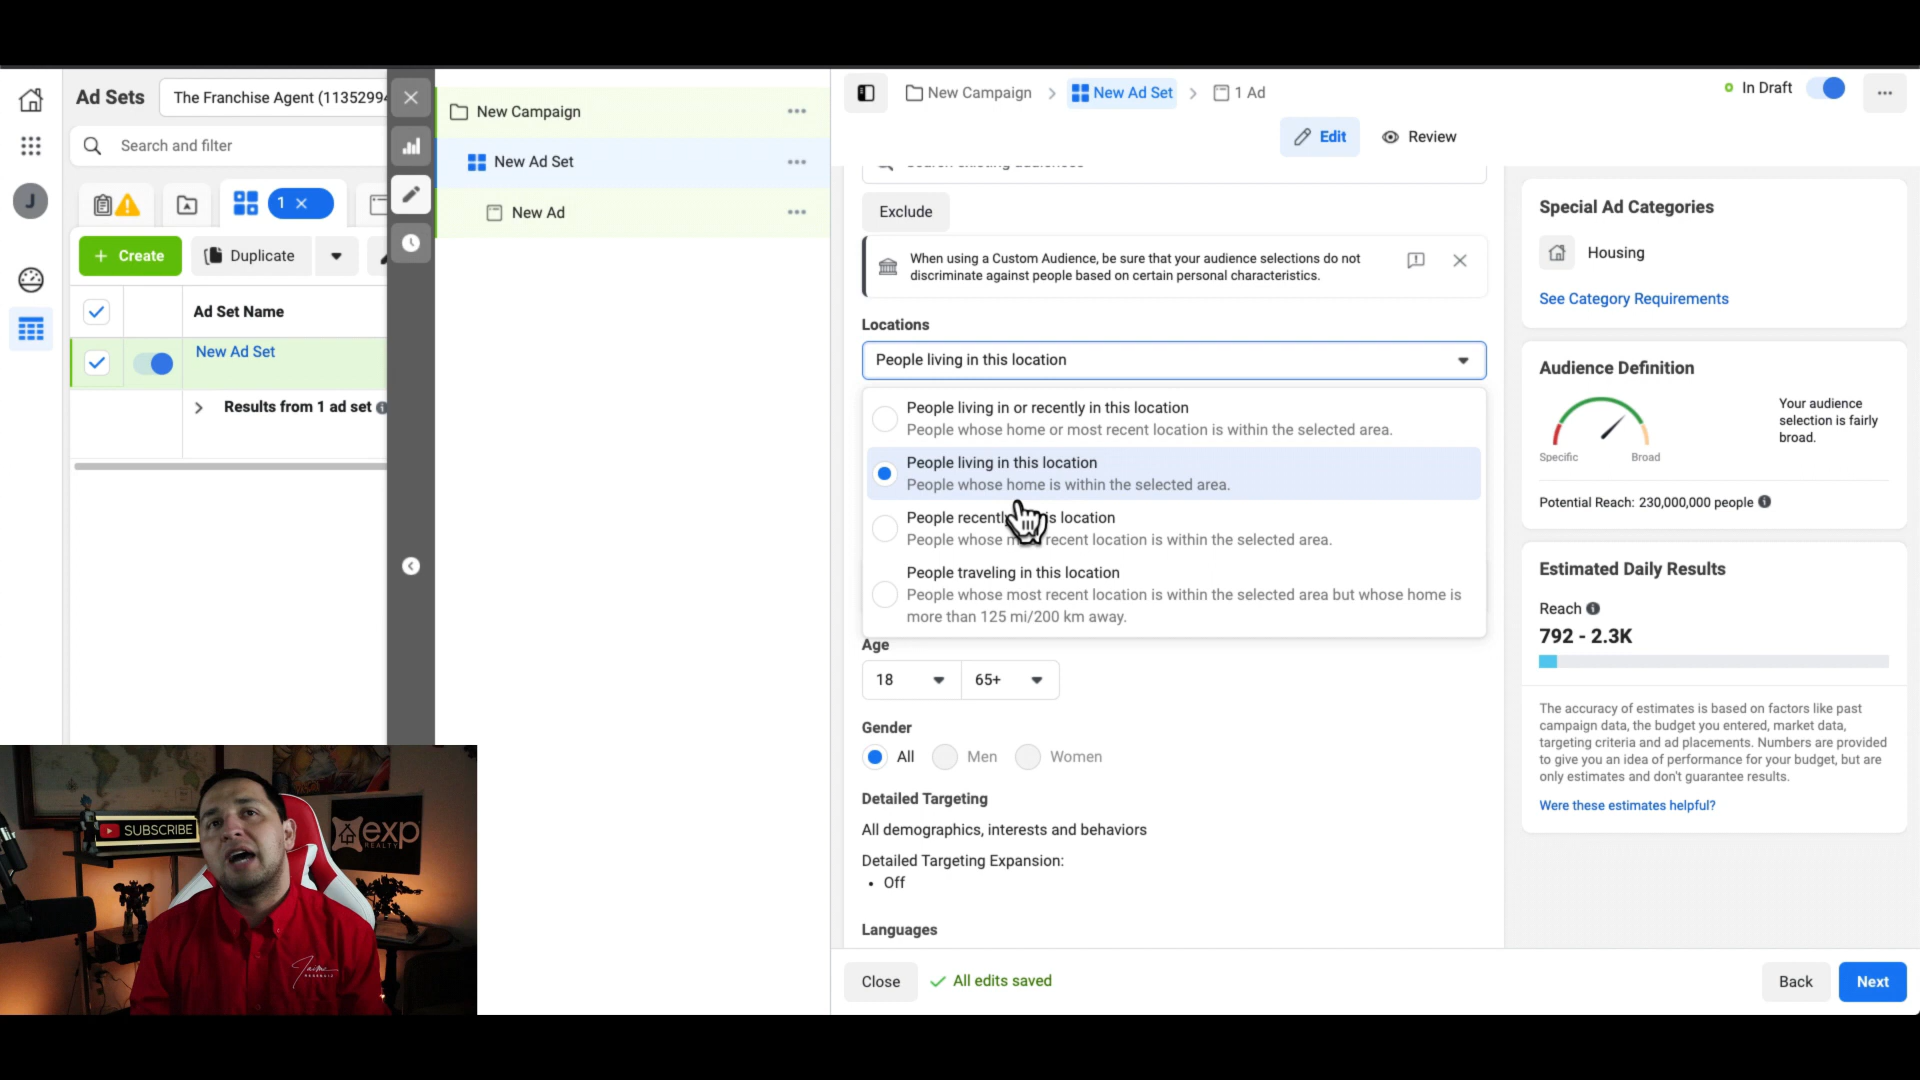 Ad Sets
The Franchise Agent (11352994
Search and filter
J
1
+ Create
Duplicate
Ad Set Name
New Ad Set
Results from 1 ad set
New Campaign
New Ad Set
New Ad
New Campaign > New Ad Set > 1 Ad
In Draft
Edit
Review
Search existing audiences
Exclude
When using a Custom Audience, be sure that your audience selections do not
discriminate against people based on certain personal characteristics.
Locations
People living in this location
People living in or recently in this location
People whose home or most recent location is within the selected area.
People living in this location
People whose home is within the selected area.
People recently is location
People whose m recent location is within the selected area.
People traveling in this location
People whose most recent location is within the selected area but whose home is
more than 125 mi/200 km away.
Age
18
65+
Gender
All
Men
Women
Detailed Targeting
All demographics, interests and behaviors
Detailed Targeting Expansion:
• Off
Languages
Close
All edits saved
Back
Next
Special Ad Categories
Housing
See Category Requirements
Audience Definition
Your audience
selection is fairly
broad.
Specific
Broad
Potential Reach: 230,000,000 people
Estimated Daily Results
Reach
792 - 2.3K
The accuracy of estimates is based on factors like past
campaign data, the budget you entered, market data,
targeting criteria and ad placements. Numbers are provided
to give you an idea of performance for your budget, but are
only estimates and don't guarantee results.
Were these estimates helpful?
SUBSCRIBE
exp
REALTY
Jaime